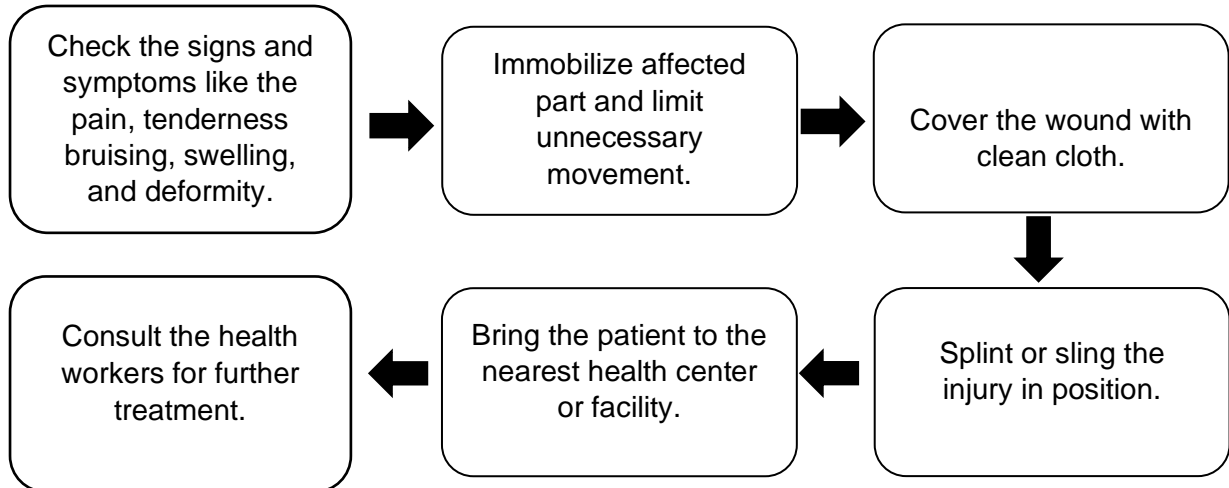 Check the signs and
symptoms like the
pain, tenderness
bruising, swelling,
and deformity.
Immobilize affected
part and limit
unnecessary
movement.
Cover the wound with
clean cloth.
Splint or sling the
injury in position.
Bring the patient to the
nearest health center
or facility.
Consult the health
workers for further
treatment.